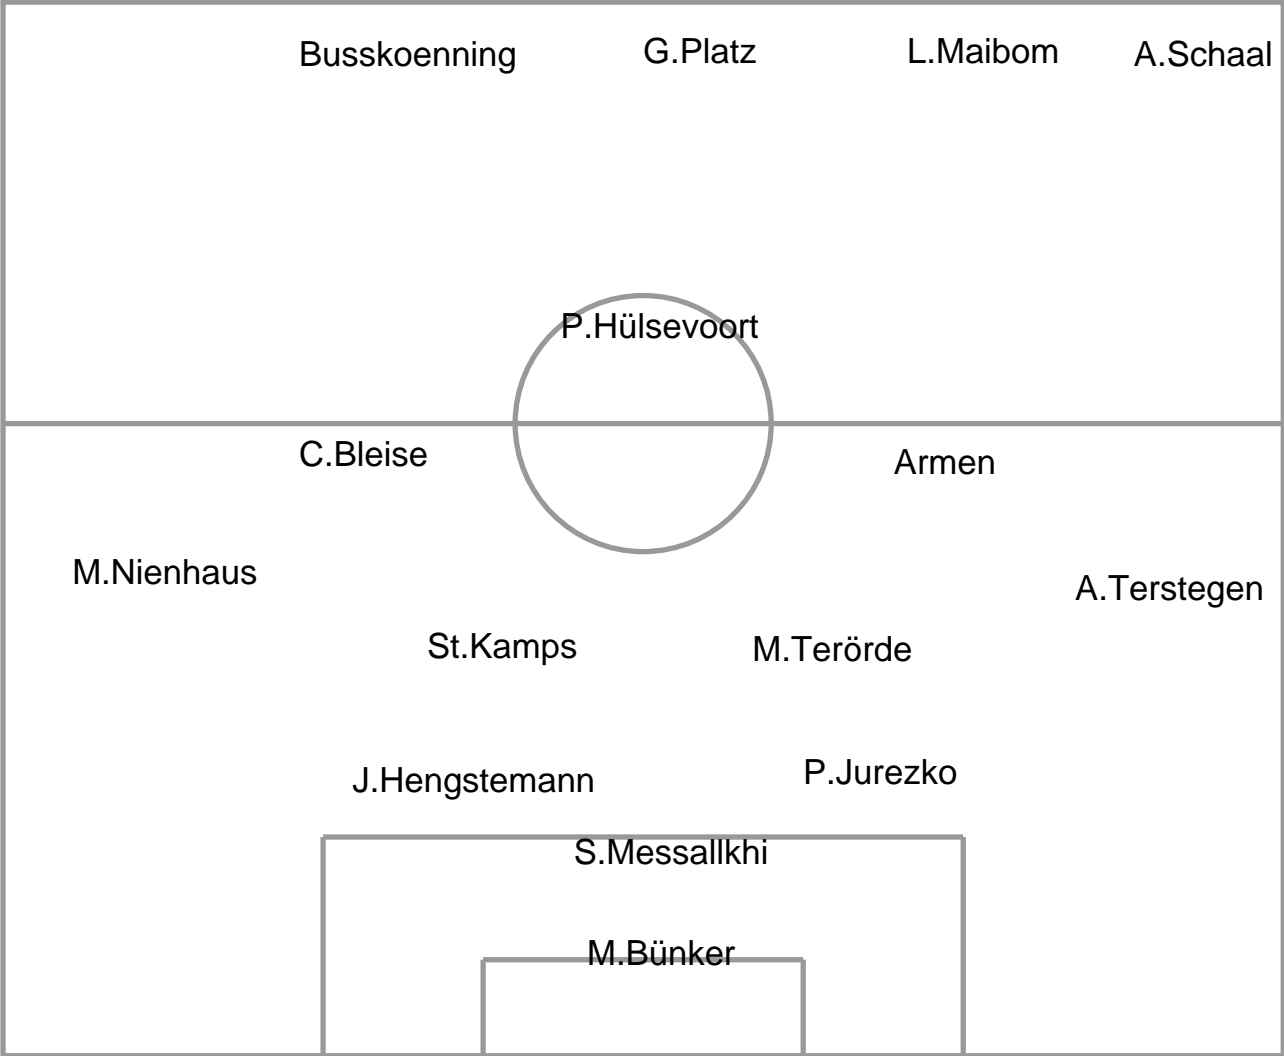 Busskoenning
G.Platz
L.Maibom
A.Schaal
P.Hülsevoort
C.Bleise
Armen
M.Nienhaus
A.Terstegen
St.Kamps
M.Terörde
J.Hengstemann
P.Jurezko
S.Messallkhi
M.Bünker